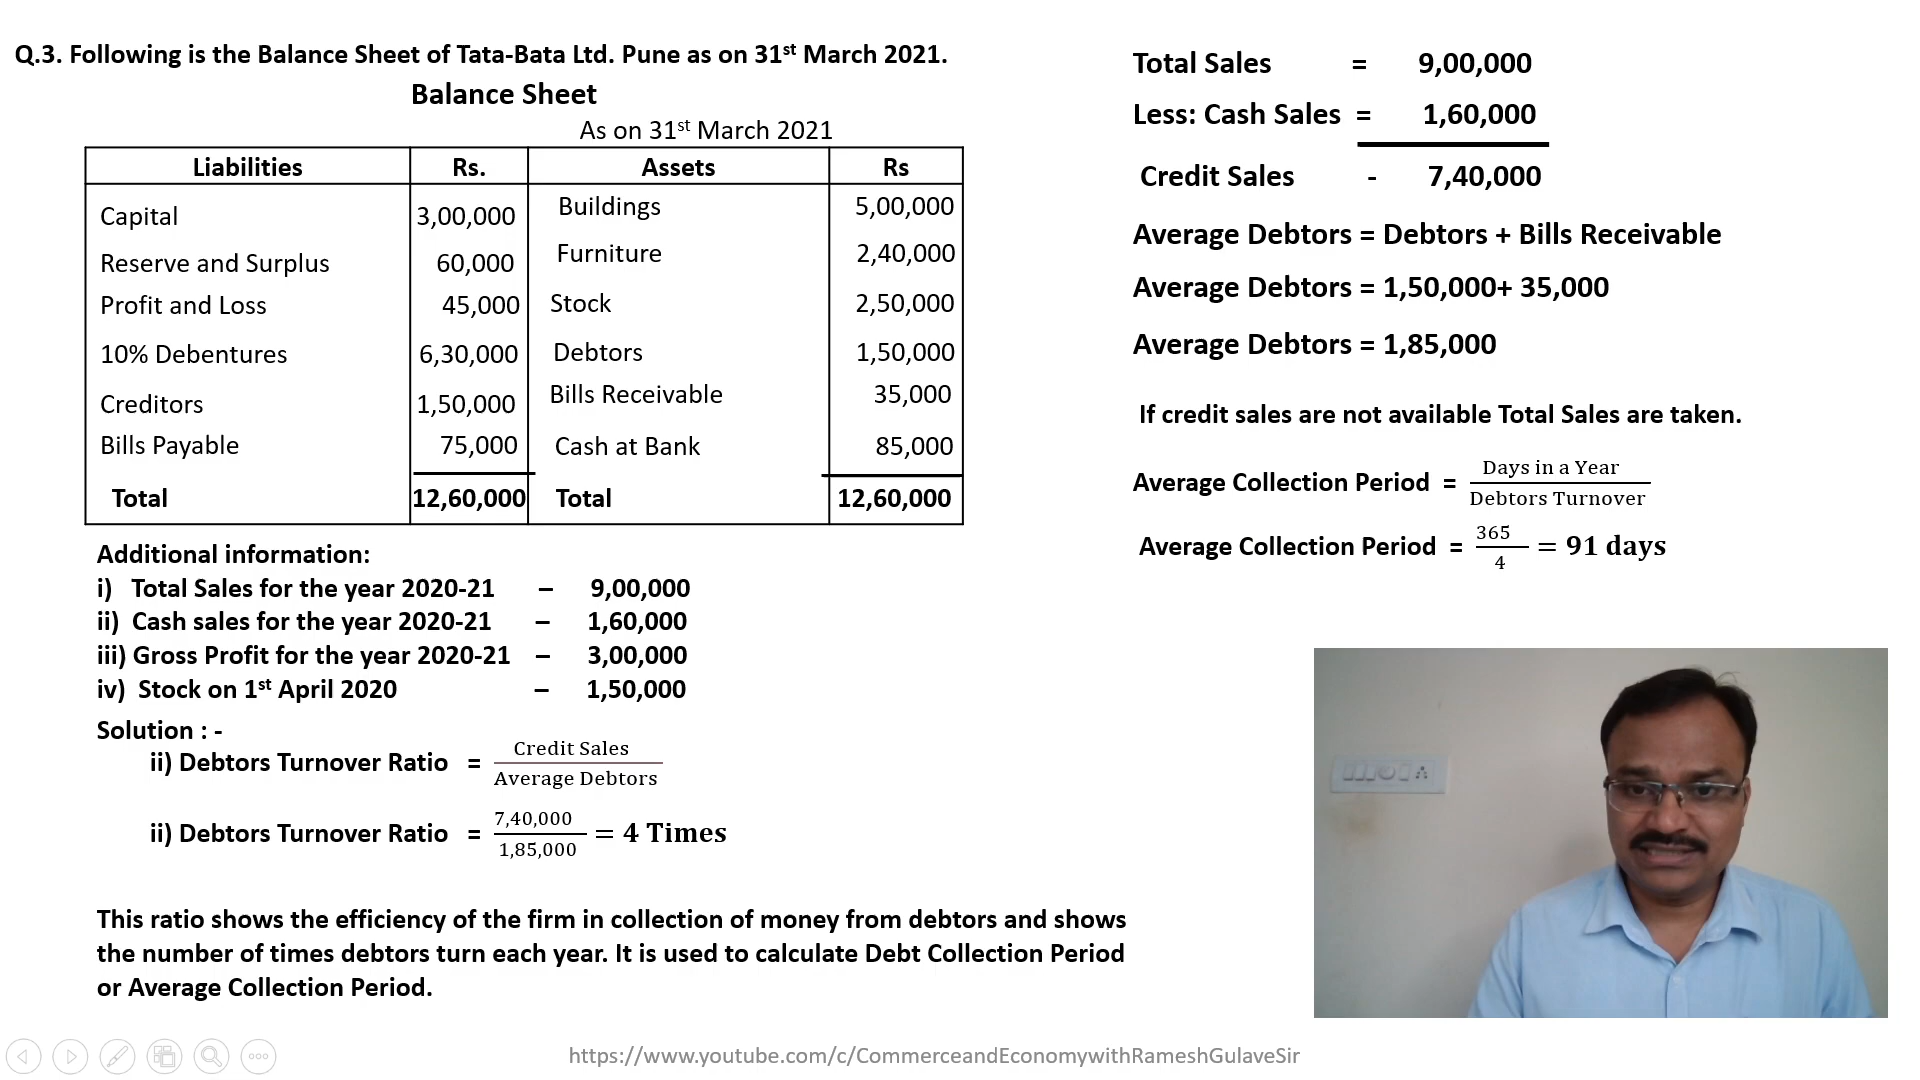 Q.3. Following is the Balance Sheet of Tata-Bata Ltd. Pune as on 31st March 2021.
Balance Sheet
As on 31st March 2021
Liabilities Rs. Assets Rs
Capital 3,00,000 Buildings 5,00,000
Reserve and Surplus 60,000 Furniture 2,40,000
Profit and Loss 45,000 Stock 2,50,000
10% Debentures 6,30,000 Debtors 1,50,000
Creditors 1,50,000 Bills Receivable 35,000
Bills Payable 75,000 Cash at Bank 85,000
Total 12,60,000 Total 12,60,000
Additional information:
i) Total Sales for the year 2020-21 – 9,00,000
ii) Cash sales for the year 2020-21 – 1,60,000
iii) Gross Profit for the year 2020-21 – 3,00,000
iv) Stock on 1st April 2020 – 1,50,000
Solution : -
ii) Debtors Turnover Ratio = Credit Sales / Average Debtors
ii) Debtors Turnover Ratio = 7,40,000 / 1,85,000 = 4 Times
This ratio shows the efficiency of the firm in collection of money from debtors and shows
the number of times debtors turn each year. It is used to calculate Debt Collection Period
or Average Collection Period.
Total Sales = 9,00,000
Less: Cash Sales = 1,60,000
Credit Sales - 7,40,000
Average Debtors = Debtors + Bills Receivable
Average Debtors = 1,50,000+ 35,000
Average Debtors = 1,85,000
If credit sales are not available Total Sales are taken.
Average Collection Period = Days in a Year / Debtors Turnover
Average Collection Period = 365 / 4 = 91 days
https://www.youtube.com/c/CommerceandEconomywithRameshGulaveSir